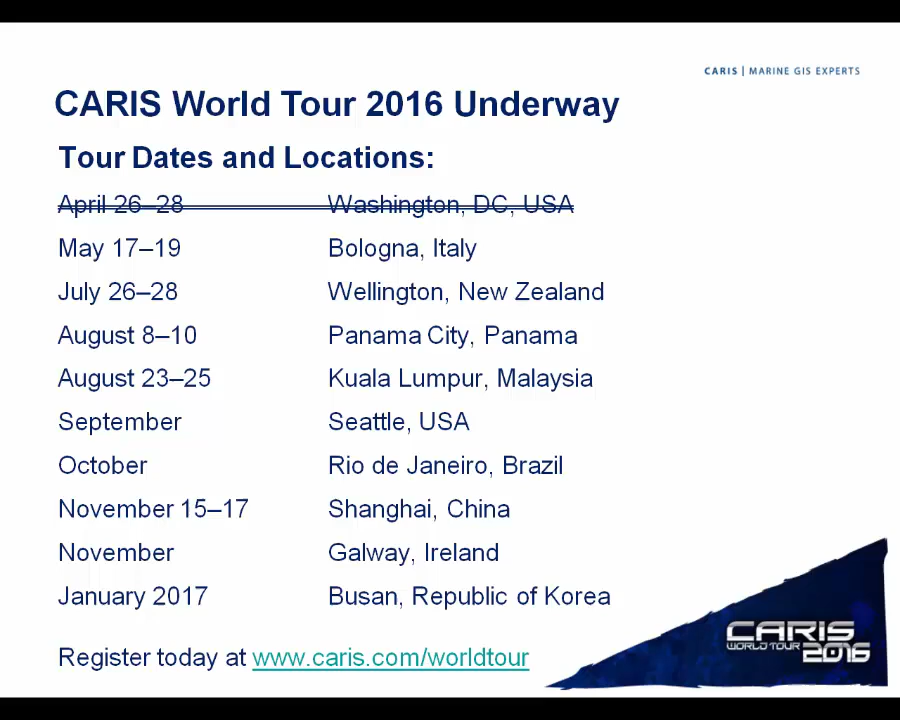 CARIS | MARINE GIS EXPERTS
CARIS World Tour 2016 Underway
Tour Dates and Locations:
April 26–28 Washington, DC, USA
May 17–19 Bologna, Italy
July 26–28 Wellington, New Zealand
August 8–10 Panama City, Panama
August 23–25 Kuala Lumpur, Malaysia
September Seattle, USA
October Rio de Janeiro, Brazil
November 15–17 Shanghai, China
November Galway, Ireland
January 2017 Busan, Republic of Korea
Register today at www.caris.com/worldtour
CARIS
WORLD TOUR 2016